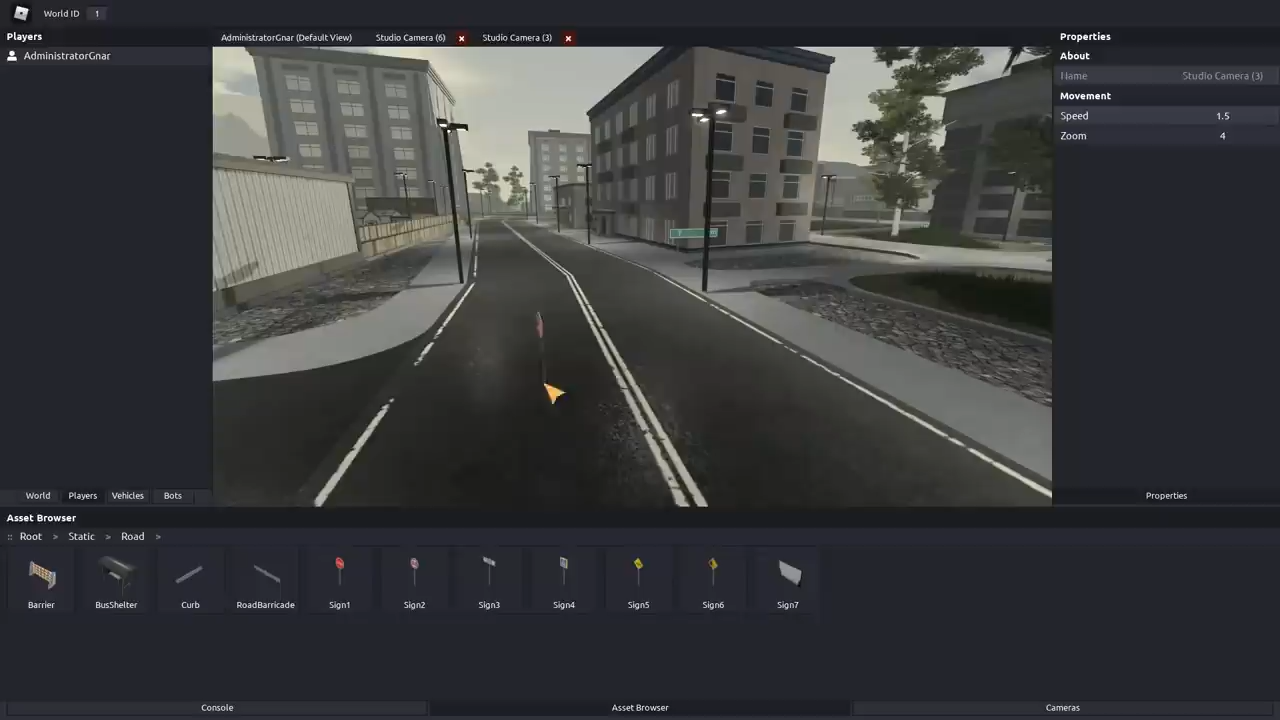 World ID 1
Players
AdministratorGnar (Default View) Studio Camera (6) Studio Camera (3)
Properties
AdministratorGnar
About
Name Studio Camera (3)
Movement
Speed 1.5
Zoom 4
World Players Vehicles Bots
Properties
Asset Browser
:: Root > Static > Road >
Barrier BusShelter Curb RoadBarricade Sign1 Sign2 Sign3 Sign4 Sign5 Sign6 Sign7
Console Asset Browser Cameras